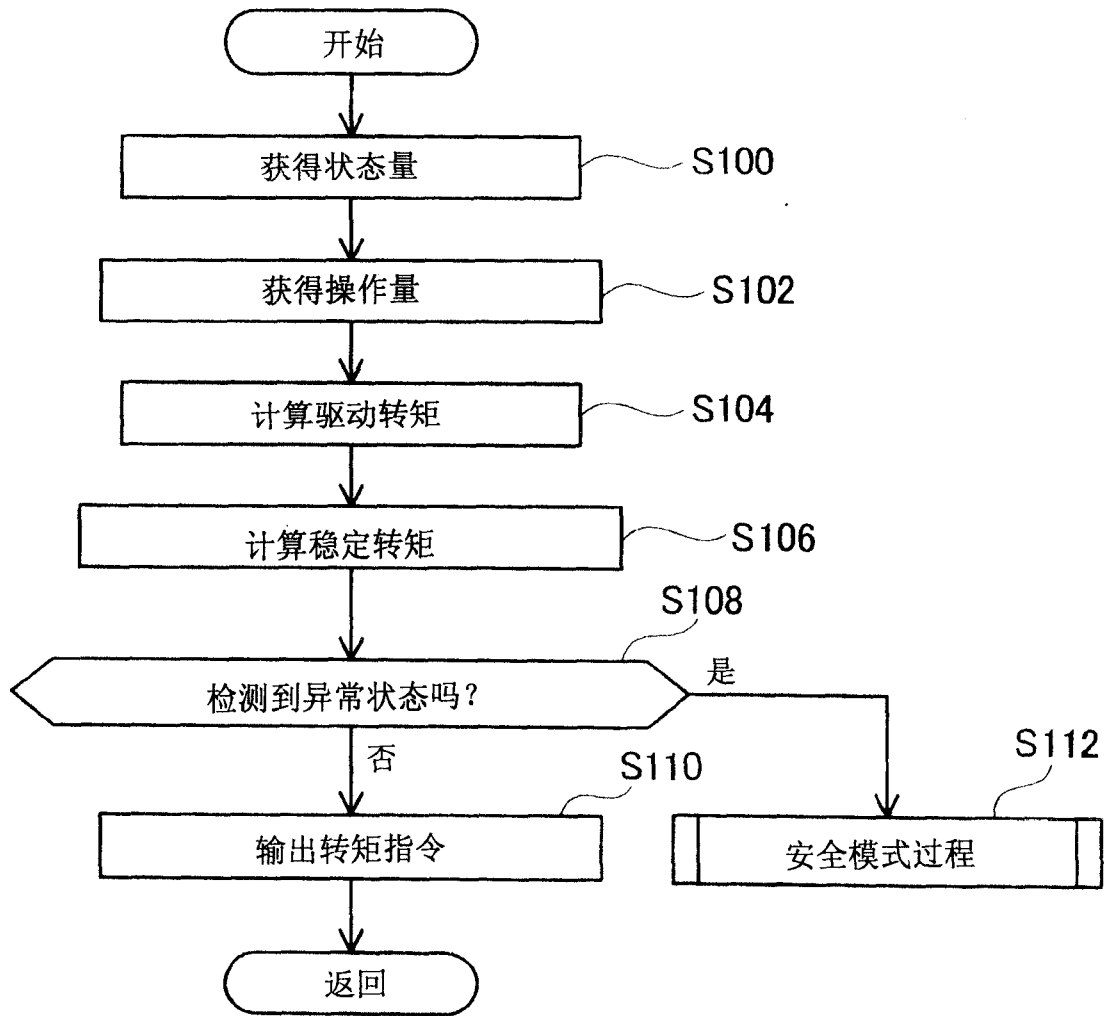 开始
获得状态量
S100
获得操作量
S102
计算驱动转矩
S104
计算稳定转矩
S106
S108
检测到异常状态吗?
是
否
S110
S112
输出转矩指令
安全模式过程
返回